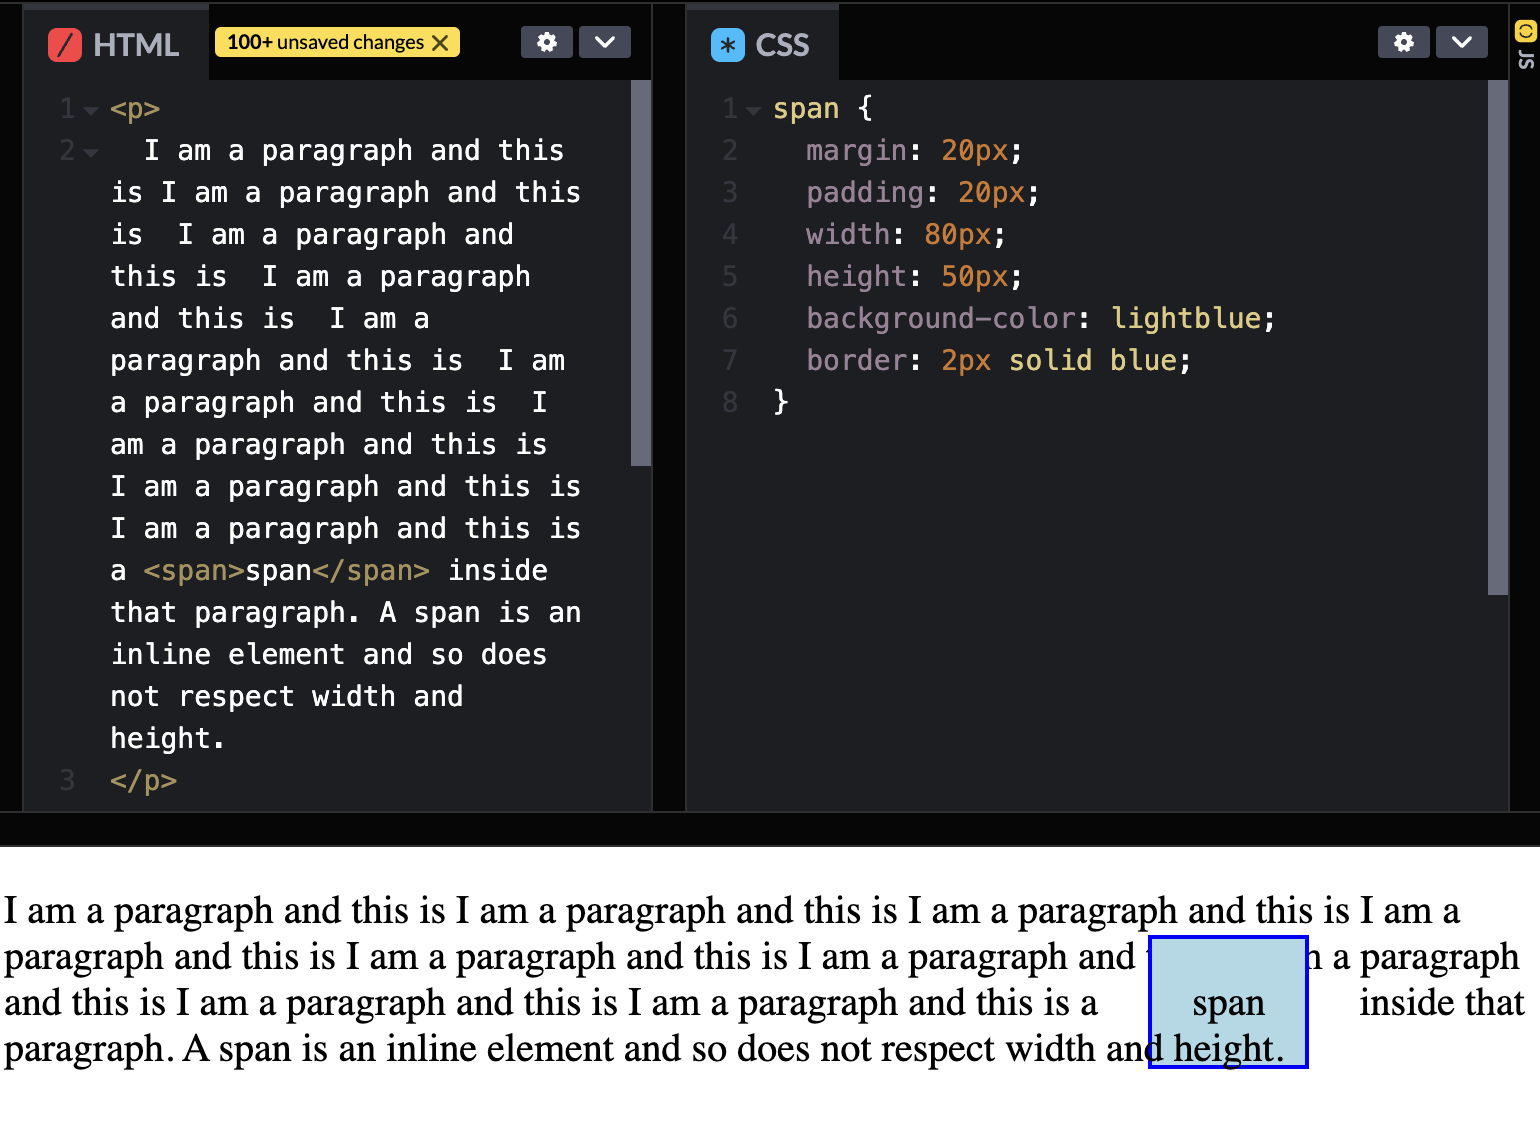 HTML
100+ unsaved changes
CSS
JS
1 <p>
2 I am a paragraph and this
is I am a paragraph and this
is  I am a paragraph and
this is  I am a paragraph
and this is  I am a
paragraph and this is  I am
a paragraph and this is  I
am a paragraph and this is
I am a paragraph and this is
I am a paragraph and this is
a <span>span</span> inside
that paragraph. A span is an
inline element and so does
not respect width and
height.
3 </p>
1 span {
2 margin: 20px;
3 padding: 20px;
4 width: 80px;
5 height: 50px;
6 background-color: lightblue;
7 border: 2px solid blue;
8 }
I am a paragraph and this is I am a paragraph and this is I am a paragraph and this is I am a
paragraph and this is I am a paragraph and this is I am a paragraph and a paragraph
and this is I am a paragraph and this is I am a paragraph and this is a span inside that
paragraph. A span is an inline element and so does not respect width and height.